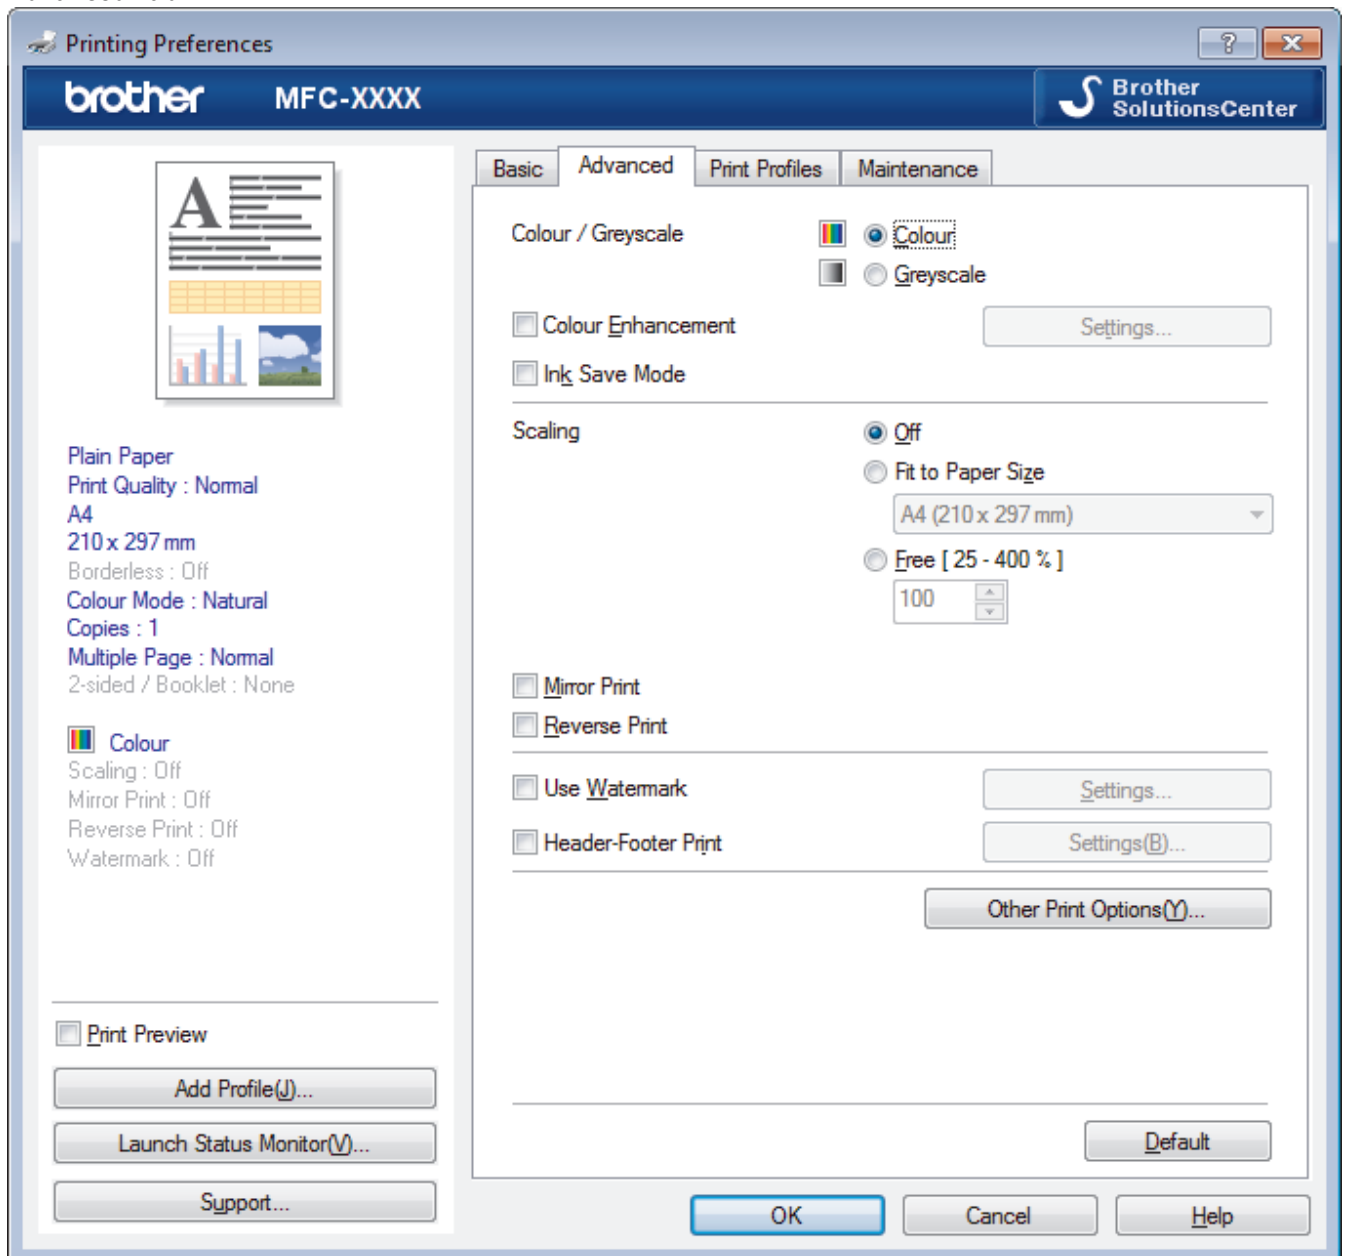 Printing Preferences
brother MFC-XXXX
Brother
SolutionsCenter
A
Plain Paper
Print Quality : Normal
A4
210 x 297 mm
Borderless : Off
Colour Mode : Natural
Copies : 1
Multiple Page : Normal
2-sided / Booklet : None
Colour
Scaling : Off
Mirror Print : Off
Reverse Print : Off
Watermark : Off
Print Preview
Add Profile(J)...
Launch Status Monitor(V)...
Support...
Basic Advanced Print Profiles Maintenance
Colour / Greyscale Colour
Greyscale
Colour Enhancement Settings...
Ink Save Mode
Scaling Off
Fit to Paper Size
A4 (210 x 297 mm)
Free [ 25 - 400 % ]
100
Mirror Print
Reverse Print
Use Watermark Settings...
Header-Footer Print Settings(B)...
Other Print Options(Y)...
Default
OK Cancel Help